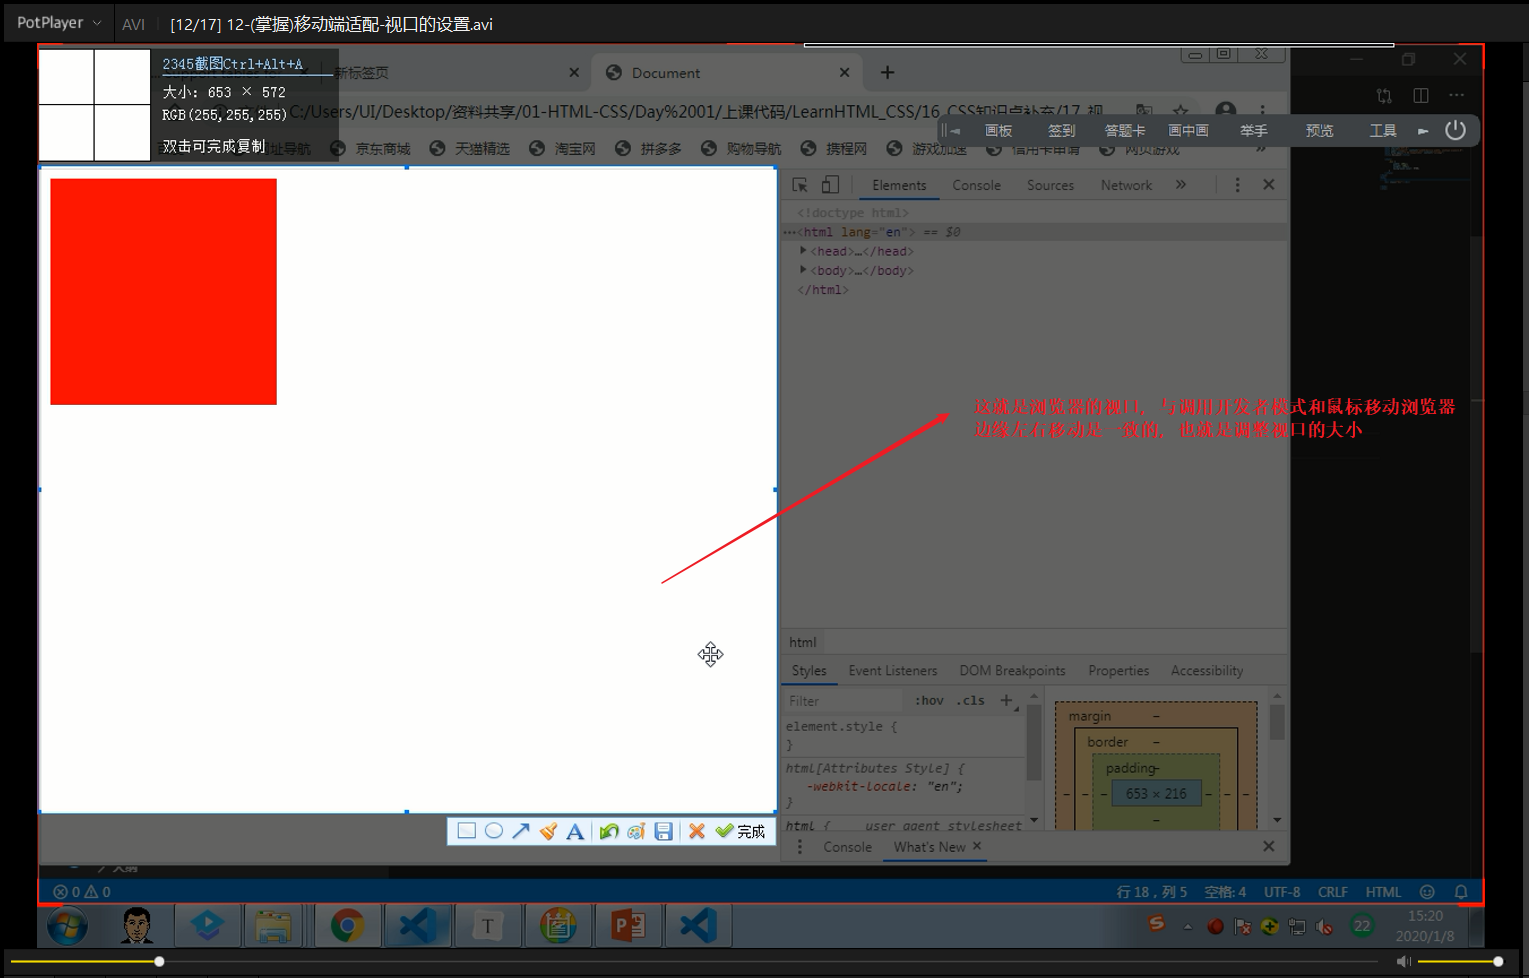 PotPlayer AVI [12/17] 12-(掌握)移动端适配-视口的设置.avi
2345截图Ctrl+Alt+A
大小: 653 × 572
RGB(255,255,255)
双击可完成复制
新标签页
Document
C:/Users/UI/Desktop/资料共享/01-HTML-CSS/Day%2001/上课代码/LearnHTML_CSS/16_CSS知识点补充/17_视
画板 签到 答题卡 画中画 举手 预览 工具
址导航 京东商城 天猫精选 淘宝网 拼多多 购物导航 携程网 游戏加速 信用卡申请 网页游戏 »
Elements Console Sources Network »
<!doctype html>
···<html lang="en"> == $0
<head>…</head>
<body>…</body>
</html>
这就是浏览器的视口，与调用开发者模式和鼠标移动浏览器
边缘左右移动是一致的，也就是调整视口的大小
html
Styles Event Listeners DOM Breakpoints Properties Accessibility
Filter :hov .cls +
element.style {
}
html[Attributes Style] {
-webkit-locale: "en";
}
html { user agent stylesheet
margin –
border –
padding–
– – – 653 × 216 – – –
–
完成
Console What's New ×
大纲
0 0
行 18，列 5 空格: 4 UTF-8 CRLF HTML
T
22
15:20
2020/1/8